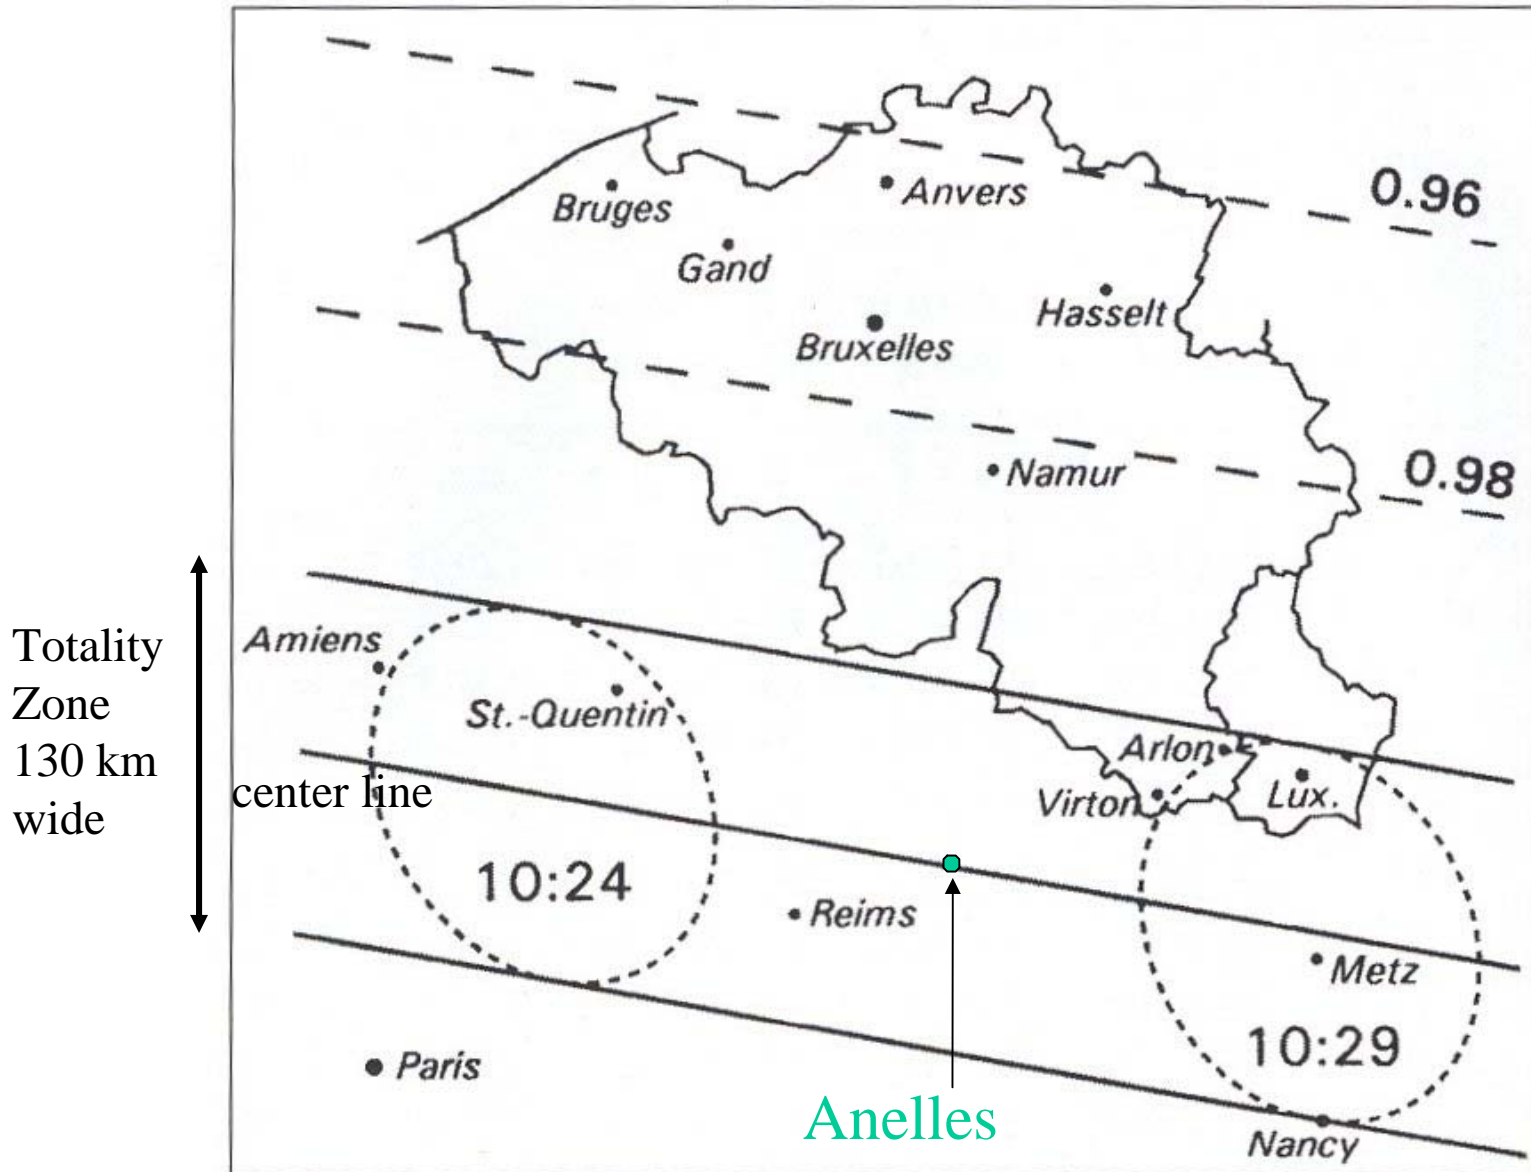 0.96
Bruges
Anvers
Gand
Hasselt
Bruxelles
Namur
0.98
Totality
Zone
130 km
wide
Amiens
St.-Quentin
Arlon
center line
Virton
Lux.
10:24
Reims
Metz
10:29
Paris
Anelles
Nancy